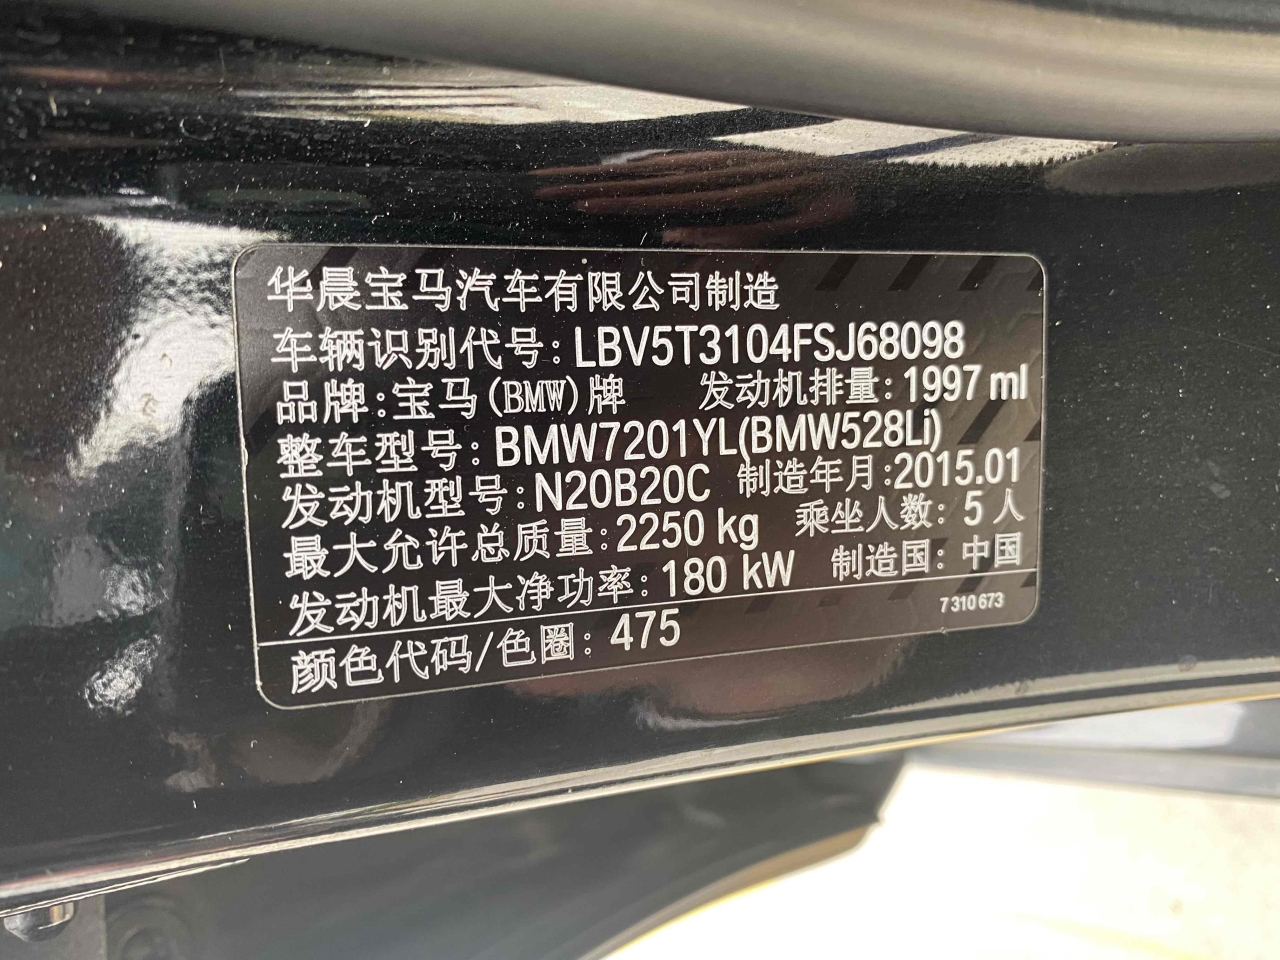 华晨宝马汽车有限公司制造
车辆识别代号: LBV5T3104FSJ68098
品牌:宝马(BMW)牌 发动机排量: 1997 ml
整车型号: BMW7201YL(BMW528Li)
发动机型号: N20B20C 制造年月:2015.01
最大允许总质量: 2250 kg 乘坐人数: 5 人
发动机最大净功率: 180 kW 制造国: 中国
颜色代码/色圈: 475 7310673